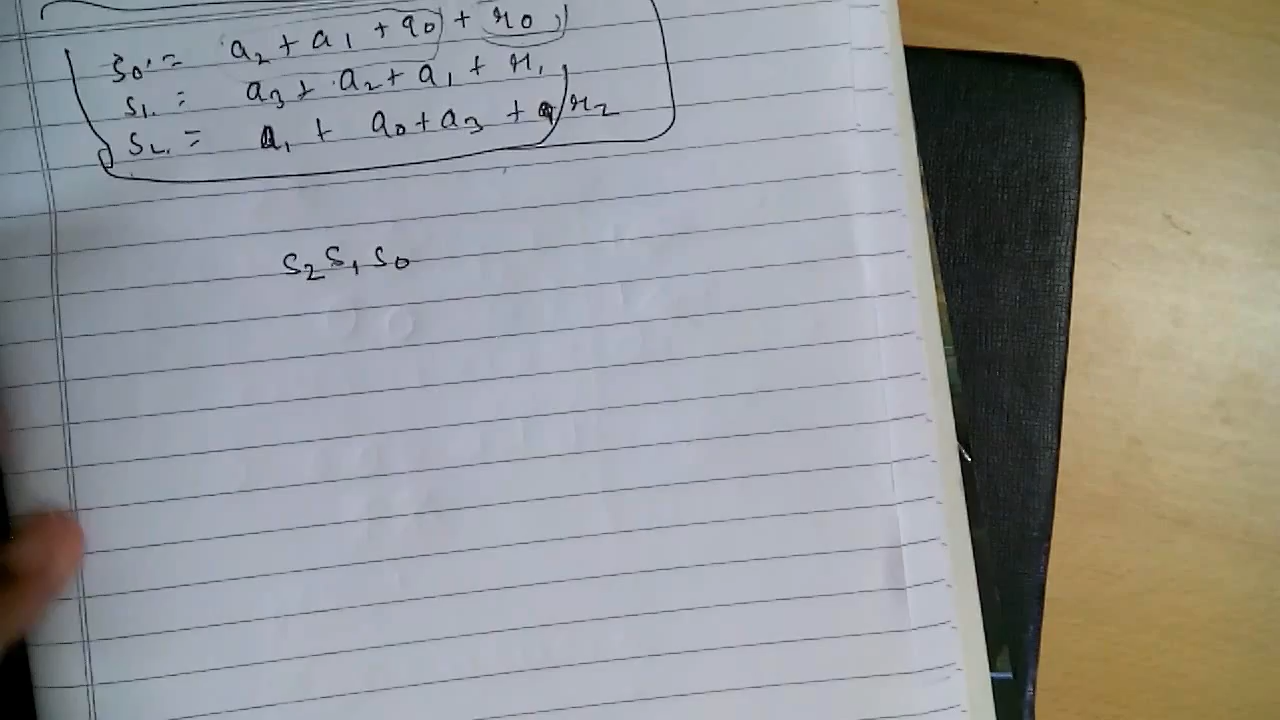 s0 = a2 + a1 + a0 + r0
s1 = a3 + a2 + a1 + r1
s2 = a1 + a0 + a3 + r2
s2 s1 s0